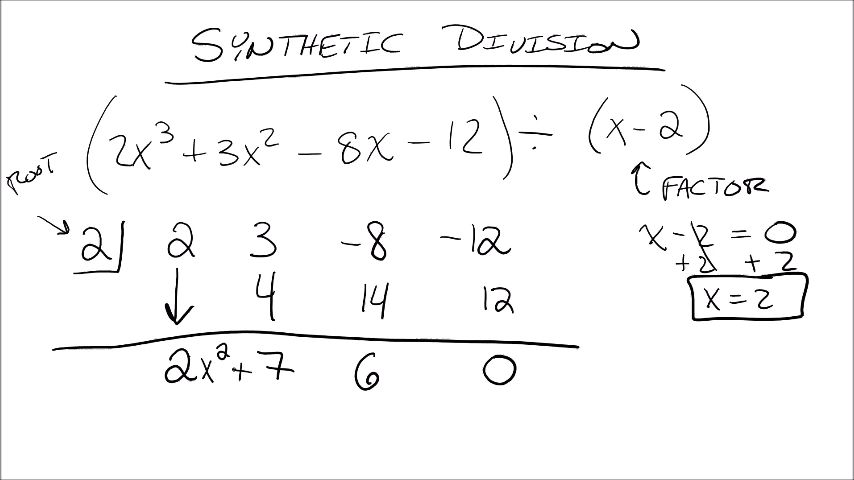 SYNTHETIC DIVISION
(2x³ + 3x² - 8x - 12) ÷ (x - 2)
ROOT
FACTOR
2 2 3 -8 -12
x - 2 = 0
+2 +2
4 14 12
x = 2
2x² + 7 6 0